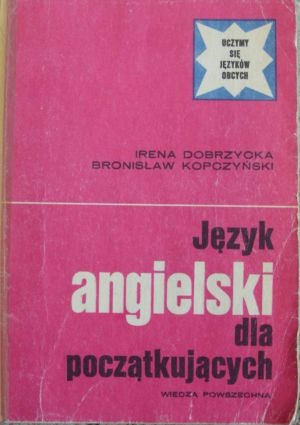 UCZYMY
SIĘ
JĘZYKÓW
OBCYCH
IRENA DOBRZYCKA
BRONISŁAW KOPCZYŃSKI
Język
angielski
dla
początkujących
WIEDZA POWSZECHNA